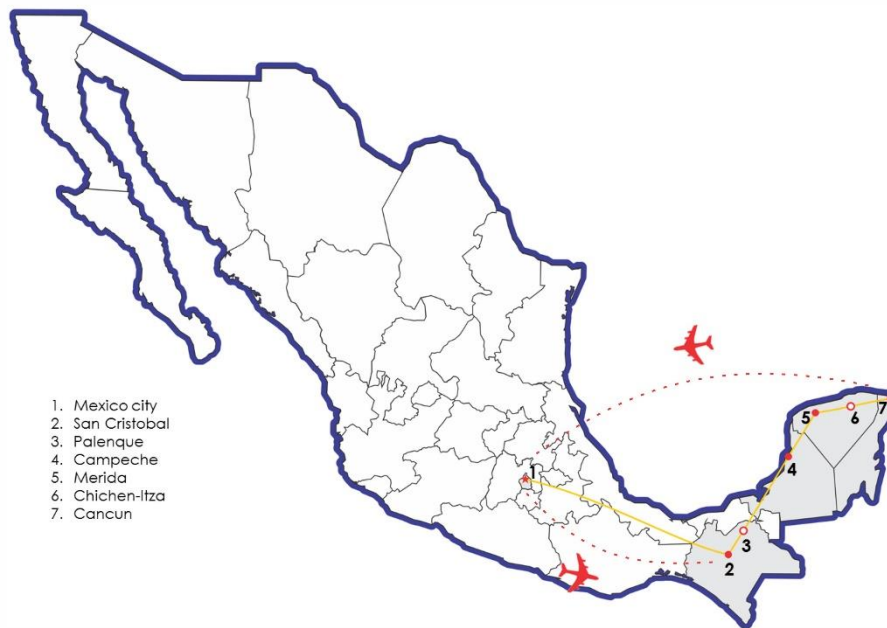 1. Mexico city
2. San Cristobal
3. Palenque
4. Campeche
5. Merida
6. Chichen-Itza
7. Cancun
1
5
6
7
4
3
2